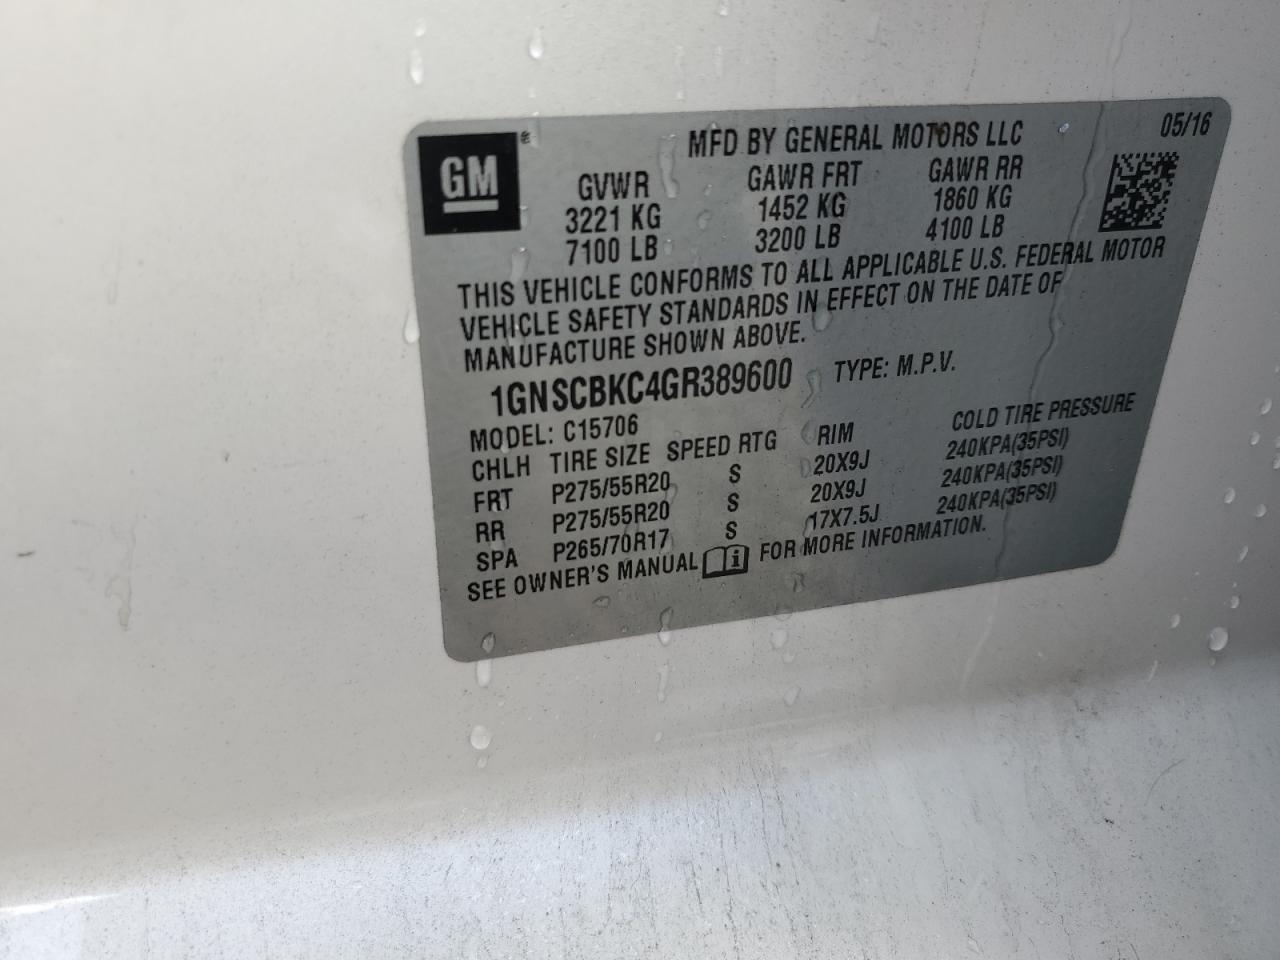 05/16
GM ®
MFD BY GENERAL MOTORS LLC
GVWR GAWR FRT GAWR RR
3221 KG 1452 KG 1860 KG
7100 LB 3200 LB 4100 LB
THIS VEHICLE CONFORMS TO ALL APPLICABLE U.S. FEDERAL MOTOR
VEHICLE SAFETY STANDARDS IN EFFECT ON THE DATE OF
MANUFACTURE SHOWN ABOVE.
1GNSCBKC4GR389600 TYPE: M.P.V.
MODEL: C15706
CHLH TIRE SIZE SPEED RTG RIM COLD TIRE PRESSURE
FRT P275/55R20 S 20X9J 240KPA(35PSI)
RR P275/55R20 S 20X9J 240KPA(35PSI)
SPA P265/70R17 S 17X7.5J 240KPA(35PSI)
SEE OWNER'S MANUAL i FOR MORE INFORMATION.